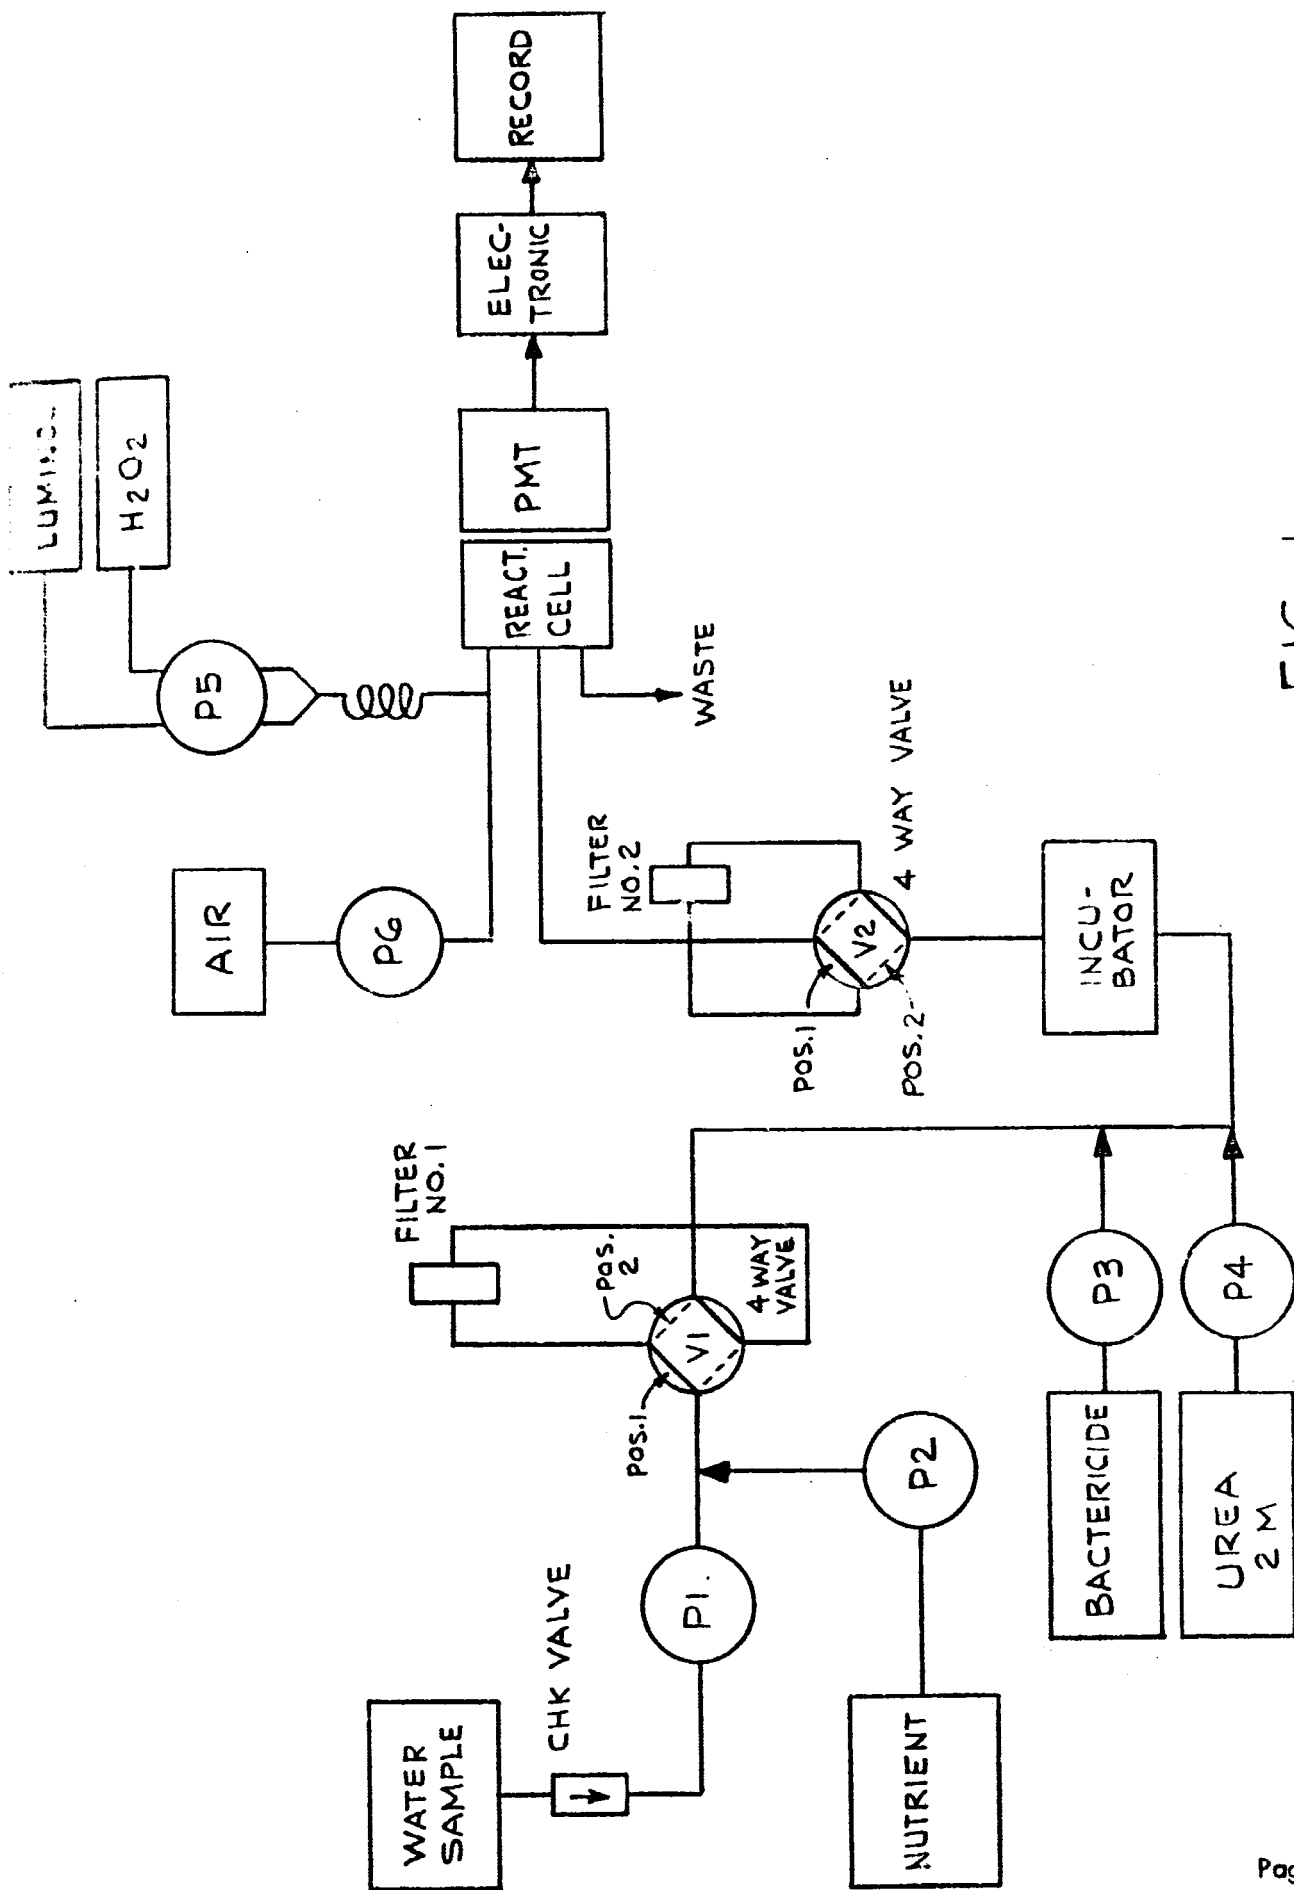 WATER
SAMPLE
CHK VALVE
P1.
NUTRIENT
P2
POS.1
V1
POS.
2
4 WAY
VALVE
FILTER
NO. 1
BACTERICIDE
P3
UREA
2 M
P4
INCU-
BATOR
POS.1
POS. 2
V2
4 WAY VALVE
FILTER
NO. 2
AIR
P6
P5
H2O2
REACT.
CELL
WASTE
PMT
ELEC-
TRONIC
RECORD